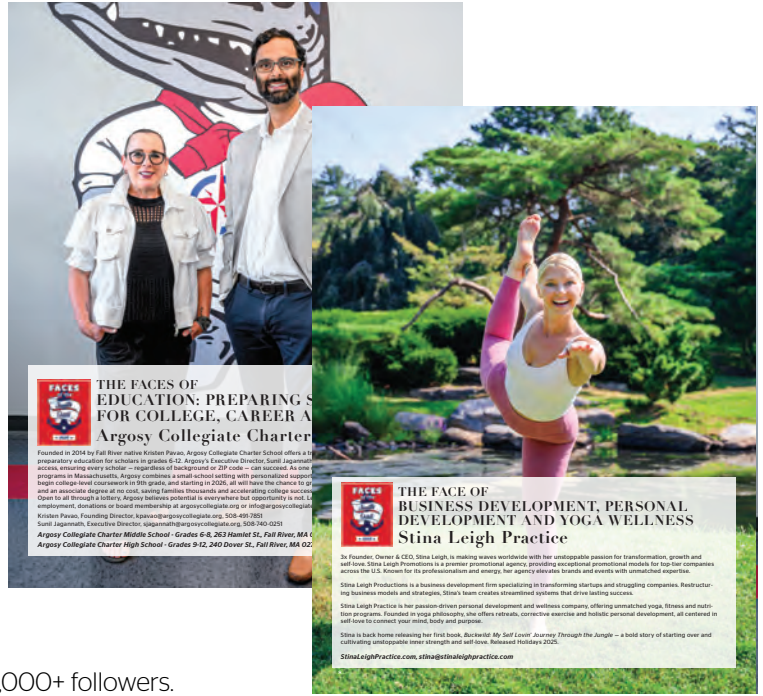 FACES
THE FACES OF
EDUCATION: PREPARING S
FOR COLLEGE, CAREER A
Argosy Collegiate Charter
Founded in 2014 by Fall River native Kristen Pavao, Argosy Collegiate Charter School offers a
preparatory education for scholars in grades 6-12. Argosy's Executive Director, Sunil Jagannath
access, ensuring every scholar — regardless of background or ZIP code — can succeed. As one
programs in Massachusetts, Argosy combines a small-school setting with personalized support
begin college-level coursework in 9th grade, and starting in 2026, all will have the chance to
and an associate degree at no cost, saving families thousands and accelerating college success
Open to all through a lottery, Argosy believes potential is everywhere but opportunity is not.
employment, donations or board membership at argosycollegiate.org or info@argosycollegiate
Kristen Pavao, Founding Director, kpavao@argosycollegiate.org, 508-491-7851
Sunil Jagannath, Executive Director, sjagannath@argosycollegiate.org, 508-740-0251
Argosy Collegiate Charter Middle School - Grades 6-8, 263 Hamlet St., Fall River, MA
Argosy Collegiate Charter High School - Grades 9-12, 240 Dover St., Fall River, MA 02
FACES
THE FACE OF
BUSINESS DEVELOPMENT, PERSONAL
DEVELOPMENT AND YOGA WELLNESS
Stina Leigh Practice
3x Founder, Owner & CEO, Stina Leigh, is making waves worldwide with her unstoppable passion for transformation, growth and
self-love. Stina Leigh Promotions is a premier promotional agency, providing exceptional promotional models for top-tier companies
across the U.S. Known for its professionalism and energy, her agency elevates brands and events with unmatched expertise.
Stina Leigh Productions is a business development firm specializing in transforming startups and struggling companies. Restructur-
ing business models and strategies, Stina's team creates streamlined systems that drive lasting success.
Stina Leigh Practice is her passion-driven personal development and wellness company, offering unmatched yoga, fitness and nutri-
tion programs. Founded in yoga philosophy, she offers retreats, corrective exercise and holistic personal development, all centered in
self-love to connect your mind, body and purpose.
Stina is back home releasing her first book, Buckwild: My Self Lovin' Journey Through the Jungle — a bold story of starting over and
cultivating unstoppable inner strength and self-love. Released Holidays 2025.
StinaLeighPractice.com, stina@stinaleighpractice.com
,000+ followers.